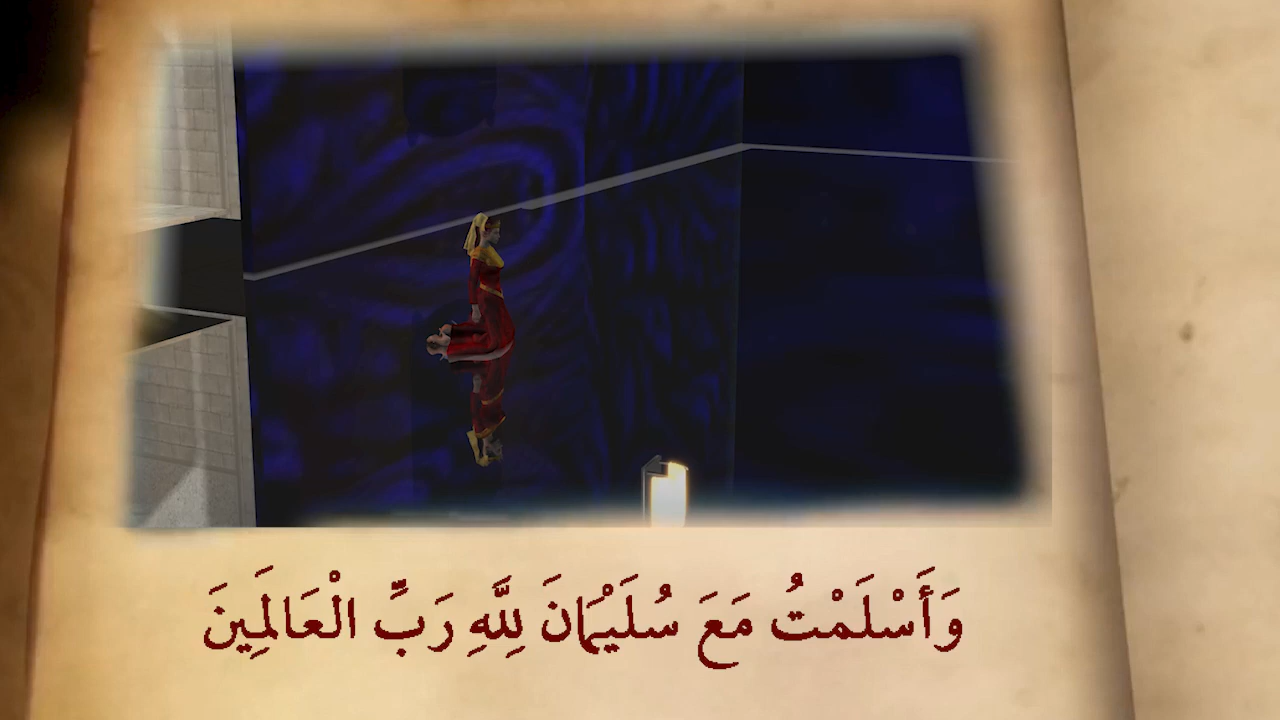 وَأَسْلَمْتُ مَعَ سُلَيْمَانَ لِلَّهِ رَبِّ الْعَالَمِينَ